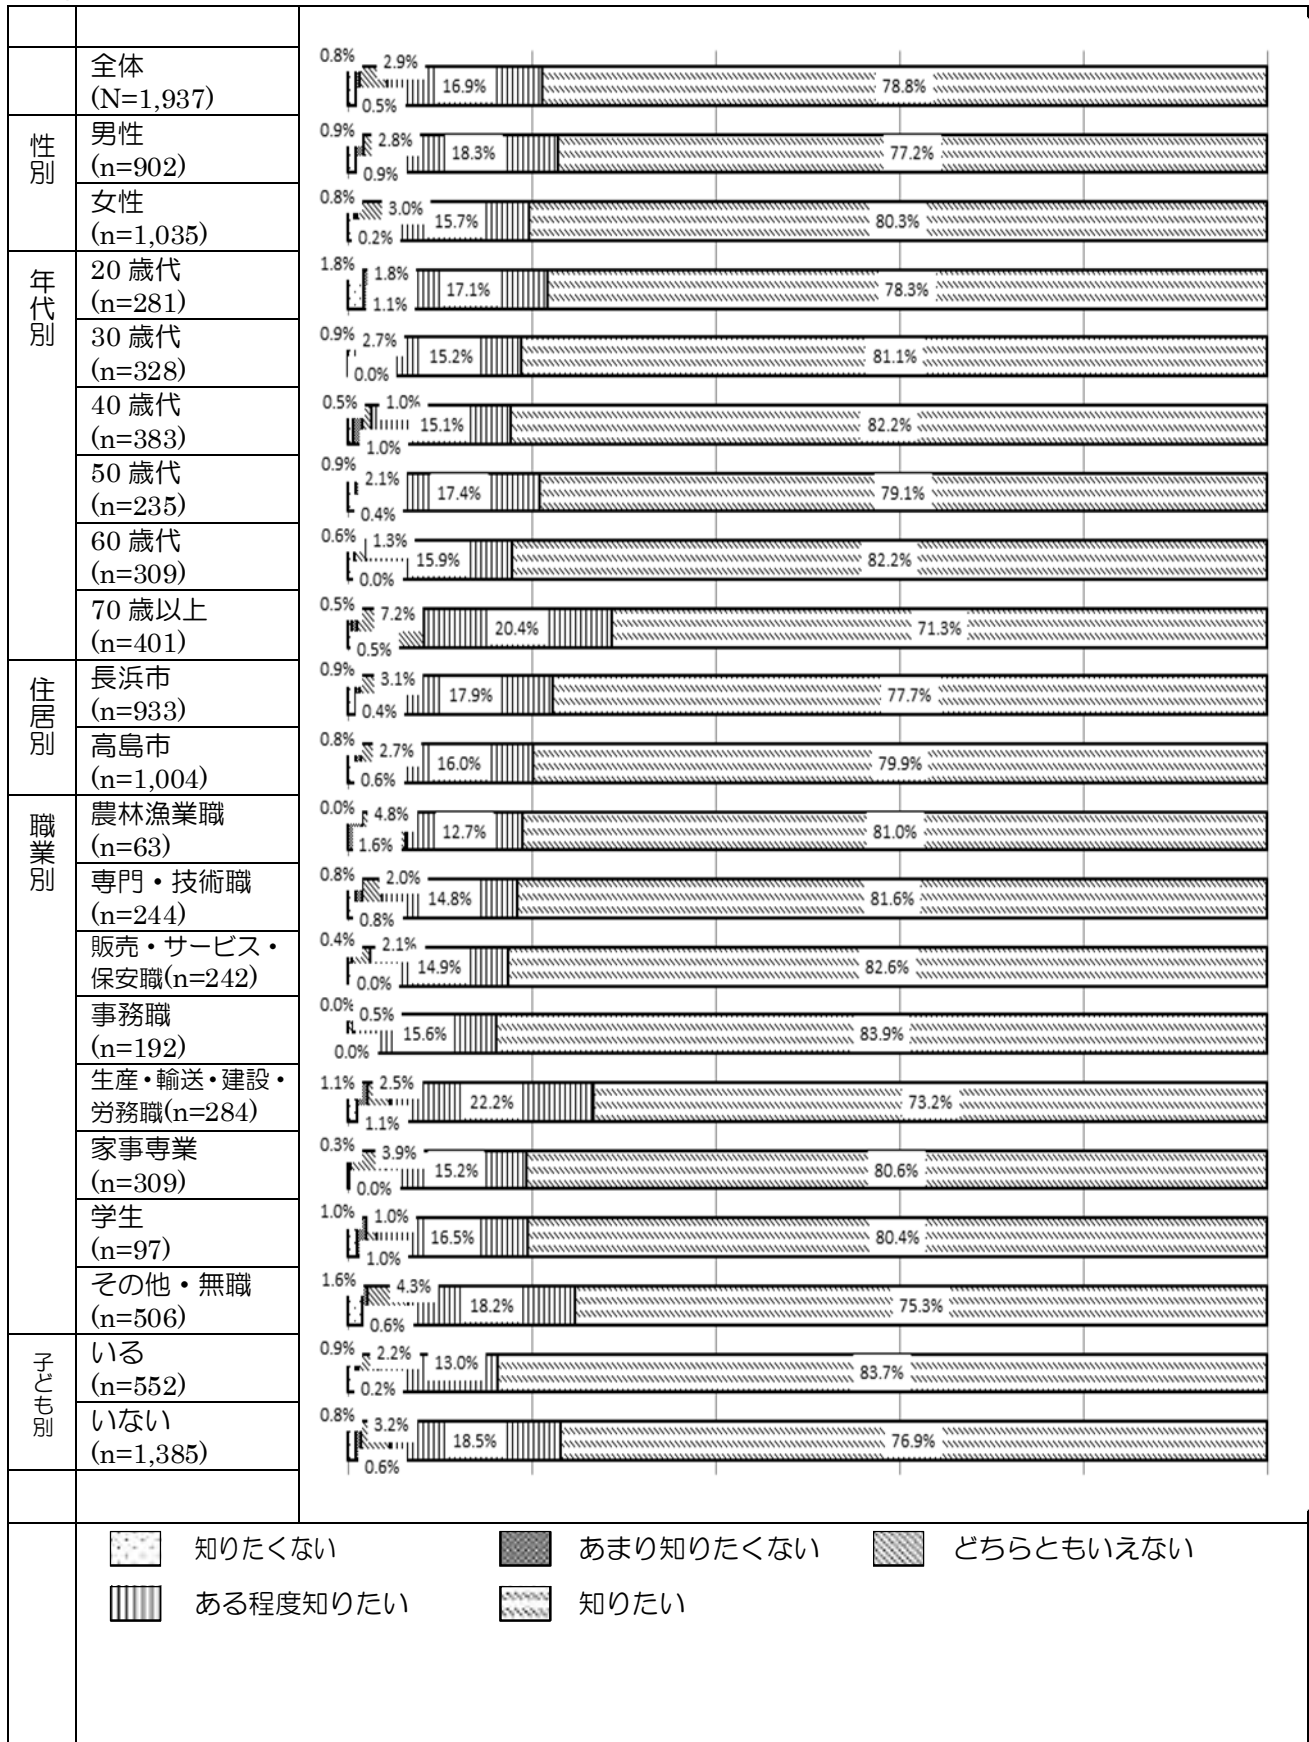 0.8% 2.9%
全体
(N=1,937)
16.9% 78.8%
0.5%
性別
男性
(n=902)
0.9% 2.8% 18.3% 77.2%
0.9%
女性
(n=1,035)
0.8% 3.0% 15.7% 80.3%
0.2%
年代別
20 歳代
(n=281)
1.8% 1.8% 17.1% 78.3%
1.1%
30 歳代
(n=328)
0.9% 2.7% 15.2% 81.1%
0.0%
40 歳代
(n=383)
0.5% 1.0% 15.1% 82.2%
1.0%
50 歳代
(n=235)
0.9% 2.1% 17.4% 79.1%
0.4%
60 歳代
(n=309)
0.6% 1.3% 15.9% 82.2%
0.0%
70 歳以上
(n=401)
0.5% 7.2% 20.4% 71.3%
0.5%
住居別
長浜市
(n=933)
0.9% 3.1% 17.9% 77.7%
0.4%
高島市
(n=1,004)
0.8% 2.7% 16.0% 79.9%
0.6%
職業別
農林漁業職
(n=63)
0.0% 4.8% 12.7% 81.0%
1.6%
専門・技術職
(n=244)
0.8% 2.0% 14.8% 81.6%
0.8%
販売・サービス・
保安職(n=242)
0.4% 2.1% 14.9% 82.6%
0.0%
事務職
(n=192)
0.0% 0.5% 15.6% 83.9%
0.0%
生産・輸送・建設・
労務職(n=284)
1.1% 2.5% 22.2% 73.2%
1.1%
家事専業
(n=309)
0.3% 3.9% 15.2% 80.6%
0.0%
学生
(n=97)
1.0% 1.0% 16.5% 80.4%
1.0%
その他・無職
(n=506)
1.6% 4.3% 18.2% 75.3%
0.6%
子ども別
いる
(n=552)
0.9% 2.2% 13.0% 83.7%
0.2%
いない
(n=1,385)
0.8% 3.2% 18.5% 76.9%
0.6%
知りたくない あまり知りたくない どちらともいえない
ある程度知りたい 知りたい